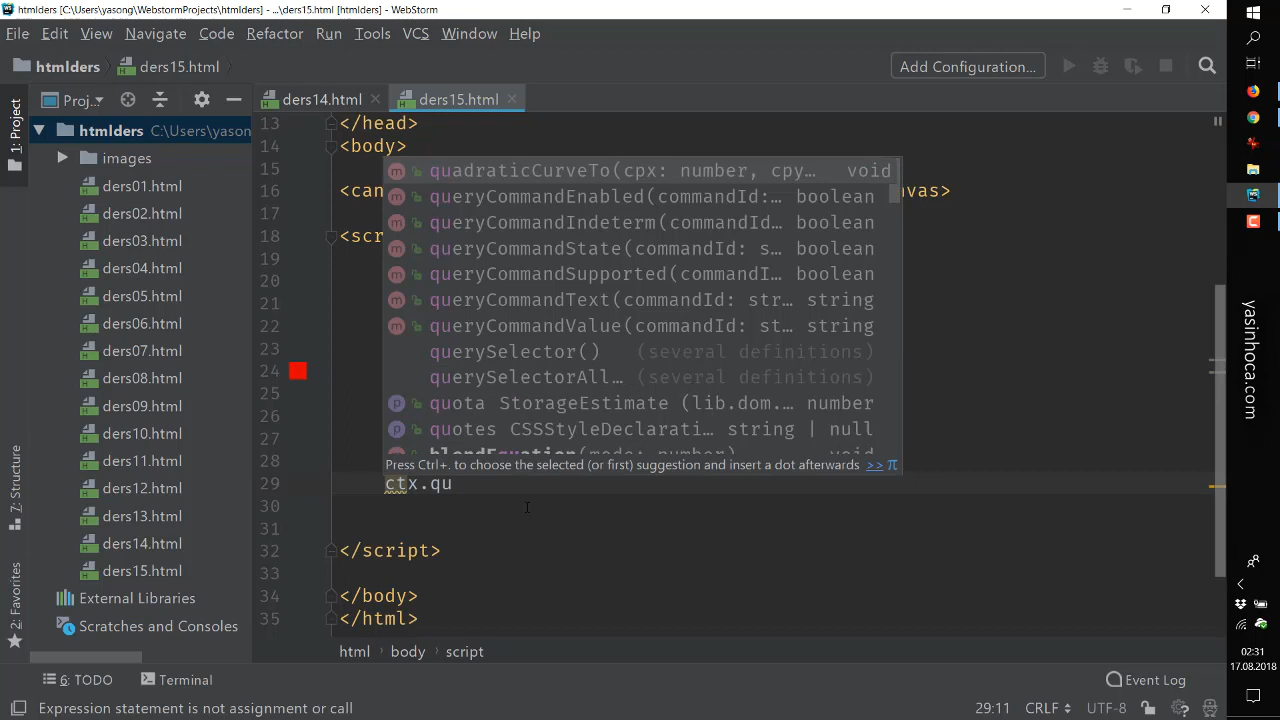 htmlders [C:\Users\yasong\WebstormProjects\htmlders] - ...\ders15.html [htmlders] - WebStorm
File Edit View Navigate Code Refactor Run Tools VCS Window Help
htmlders ders15.html Add Configuration...
Proj... ders14.html ders15.html
1: Project
htmlders C:\Users\yason
images
ders01.html
ders02.html
ders03.html
ders04.html
ders05.html
ders06.html
ders07.html
ders08.html
ders09.html
ders10.html
ders11.html
ders12.html
ders13.html
ders14.html
ders15.html
External Libraries
Scratches and Consoles
7: Structure
2: Favorites
13 </head>
14 <body>
15
16 <can vas>
17
18 <scr
19
20
21
22
23
24
25
26
27
28
29 ctx.qu
30
31
32 </script>
33
34 </body>
35 </html>
quadraticCurveTo(cpx: number, cpy... void
queryCommandEnabled(commandId:... boolean
queryCommandIndeterm(commandId... boolean
queryCommandState(commandId: s... boolean
queryCommandSupported(commandI... boolean
queryCommandText(commandId: str... string
queryCommandValue(commandId: st... string
querySelector() (several definitions)
querySelectorAll... (several definitions)
quota StorageEstimate (lib.dom.... number
quotes CSSStyleDeclarati... string | null
blendEquation(mode: number) void
Press Ctrl+. to choose the selected (or first) suggestion and insert a dot afterwards >> π
html body script
6: TODO Terminal Event Log
Expression statement is not assignment or call 29:11 CRLF UTF-8
yasinhoca.com
02:31
17.08.2018